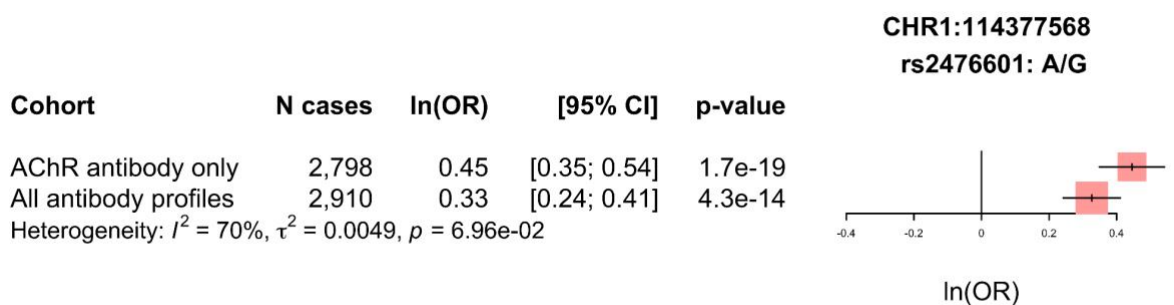 CHR1:114377568
rs2476601: A/G
Cohort N cases ln(OR) [95% CI] p-value
AChR antibody only 2,798 0.45 [0.35; 0.54] 1.7e-19
All antibody profiles 2,910 0.33 [0.24; 0.41] 4.3e-14
Heterogeneity: I² = 70%, τ² = 0.0049, p = 6.96e-02
-0.4 -0.2 0 0.2 0.4
ln(OR)